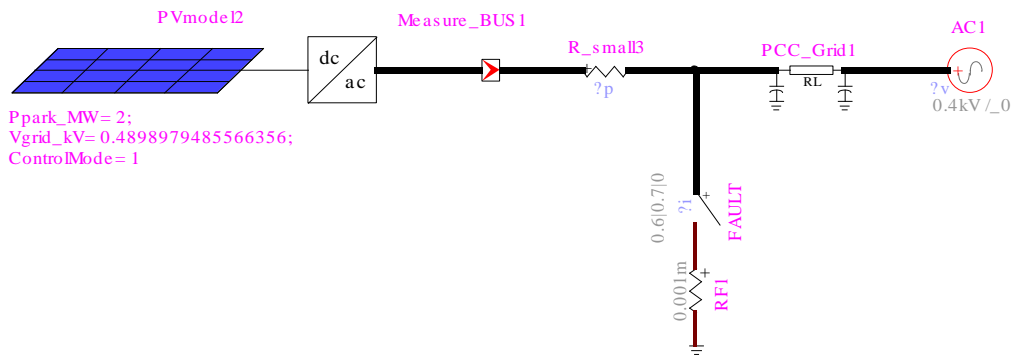 PVmodel2
Measure_BUS1
AC1
R_small3
PCC_Grid1
dc
ac
+
?p
RL
?v
+
0.4kV /_0
Ppark_MW= 2;
Vgrid_kV= 0.4898979485566356;
ControlMode= 1
0.6|0.7|0
?i
+
FAULT
0.001m
+
RF1